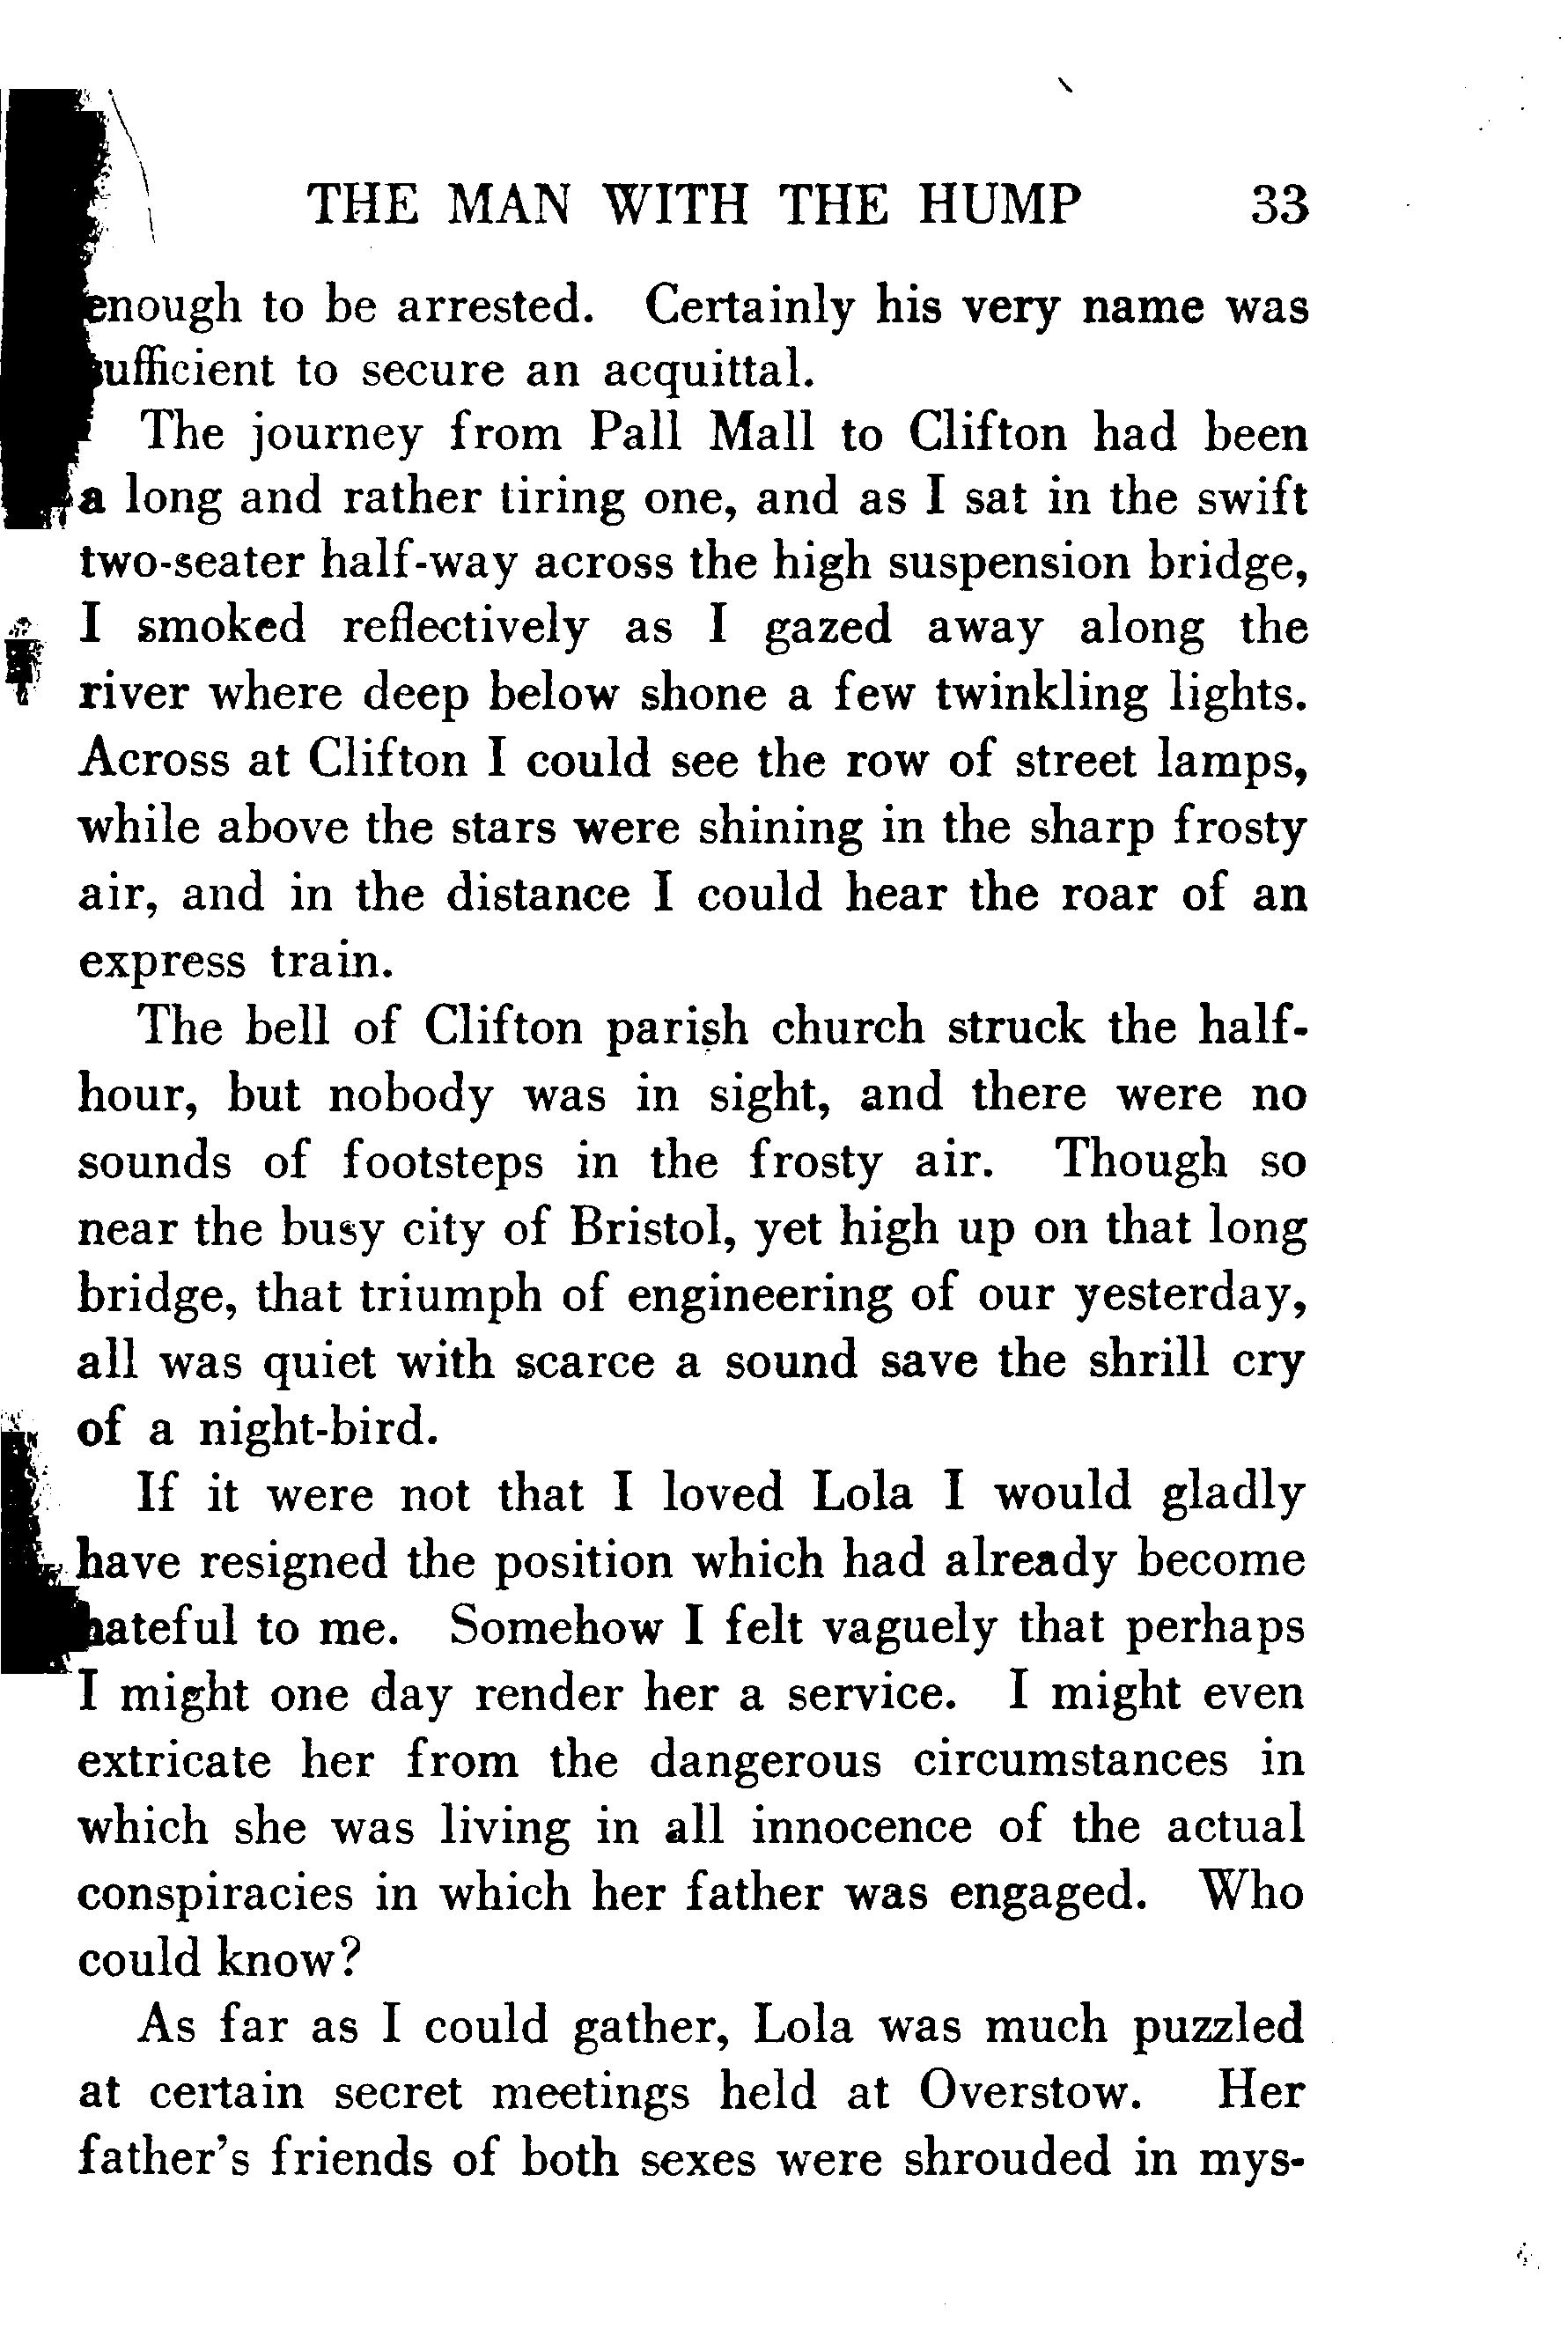 THE MAN WITH THE HUMP 33
enough to be arrested. Certainly his very name was
sufficient to secure an acquittal.
The journey from Pall Mall to Clifton had been
a long and rather tiring one, and as I sat in the swift
two-seater half-way across the high suspension bridge,
I smoked reflectively as I gazed away along the
river where deep below shone a few twinkling lights.
Across at Clifton I could see the row of street lamps,
while above the stars were shining in the sharp frosty
air, and in the distance I could hear the roar of an
express train.
The bell of Clifton parish church struck the half-
hour, but nobody was in sight, and there were no
sounds of footsteps in the frosty air. Though so
near the busy city of Bristol, yet high up on that long
bridge, that triumph of engineering of our yesterday,
all was quiet with scarce a sound save the shrill cry
of a night-bird.
If it were not that I loved Lola I would gladly
have resigned the position which had already become
hateful to me. Somehow I felt vaguely that perhaps
I might one day render her a service. I might even
extricate her from the dangerous circumstances in
which she was living in all innocence of the actual
conspiracies in which her father was engaged. Who
could know?
As far as I could gather, Lola was much puzzled
at certain secret meetings held at Overstow. Her
father's friends of both sexes were shrouded in mys-